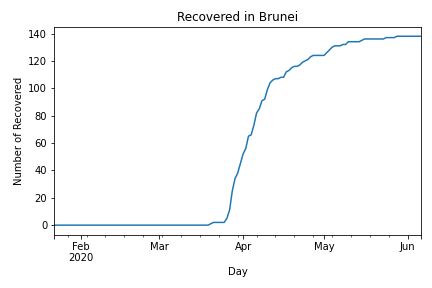 Recovered in Brunei
Number of Recovered
140
120
100
80
60
40
20
0
Feb
2020
Mar
Apr
May
Jun
Day